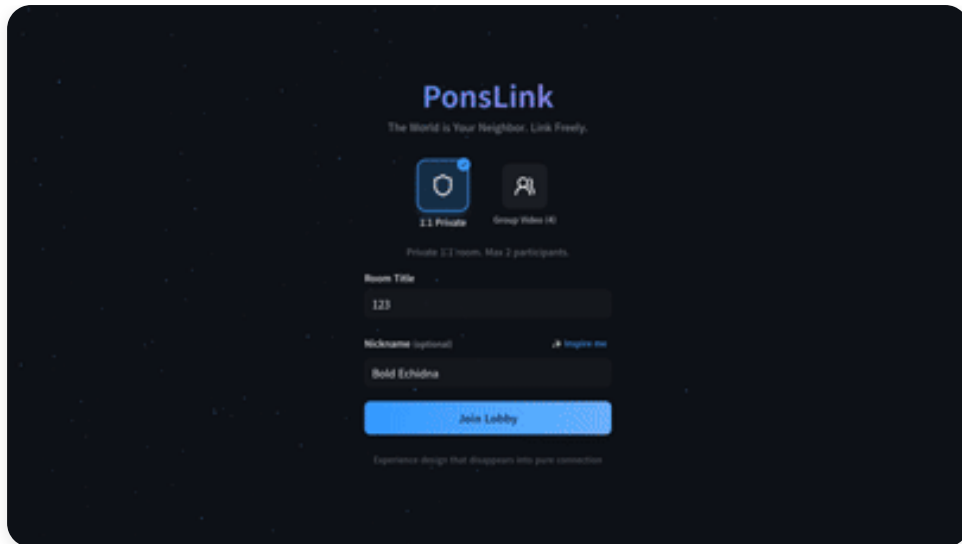 PonsLink
The World is Your Neighbor. Link Freely.
1:1 Private
Group Video (4)
Private 1:1 room. Max 2 participants.
Room Title
123
Nickname (optional)
Inspire me
Bold Echidna
Join Lobby
Experience design that disappears into pure connection